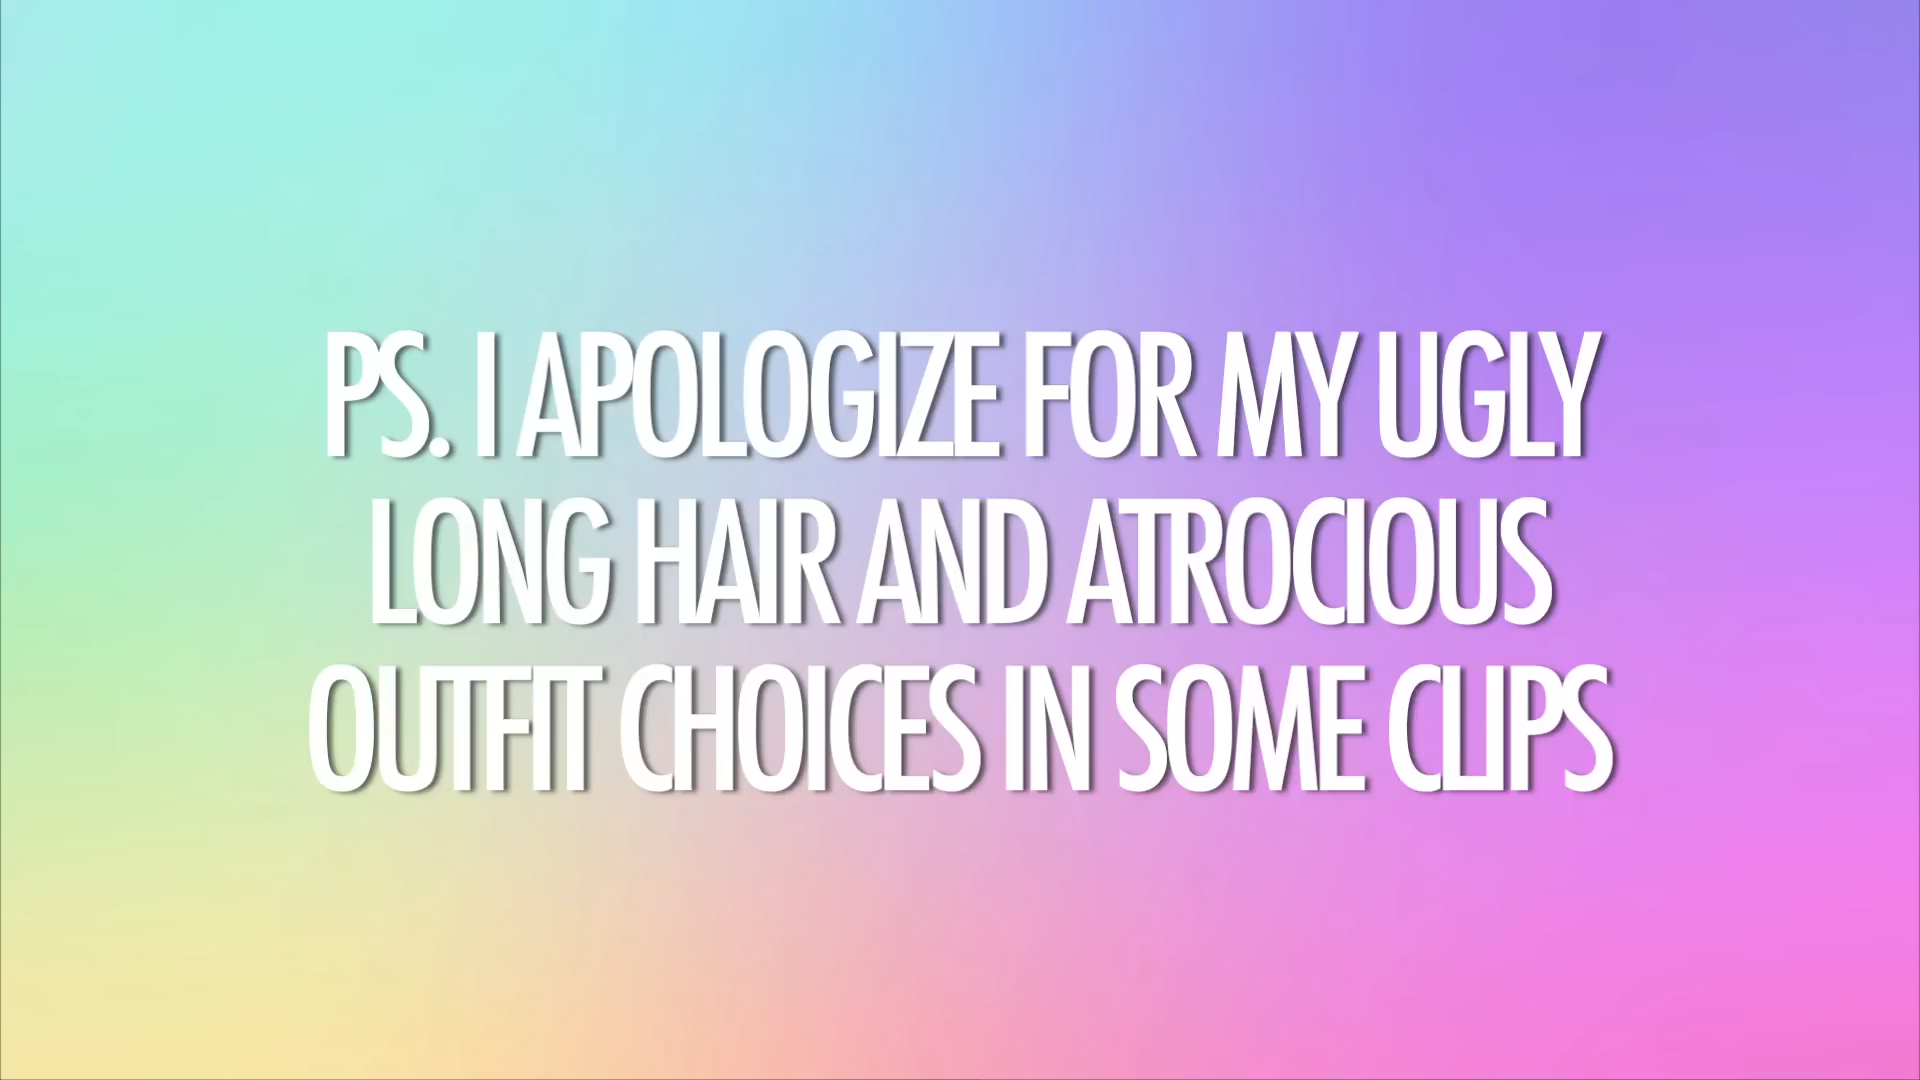 PS. I APOLOGIZE FOR MY UGLY
LONG HAIR AND ATROCIOUS
OUTFIT CHOICES IN SOME CLIPS